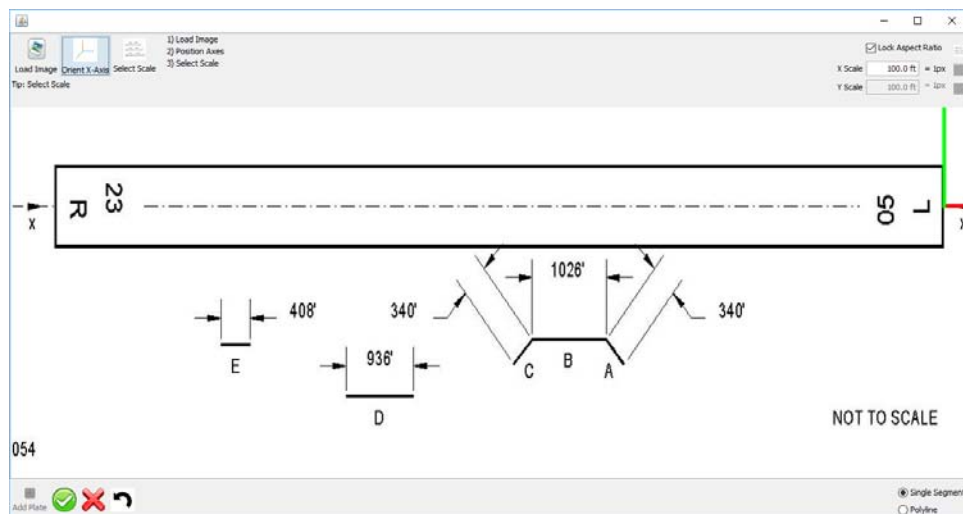 1) Load Image
2) Position Axes
3) Select Scale
Load Image Orient X-Axis Select Scale
Tip: Select Scale
Lock Aspect Ratio
X Scale 100.0 ft = 1px
Y Scale 100.0 ft = 1px
X R 23 05 L
1026'
408' 340' 340'
936'
E C B A
D
NOT TO SCALE
054
Add Plate
Single Segment
Polyline